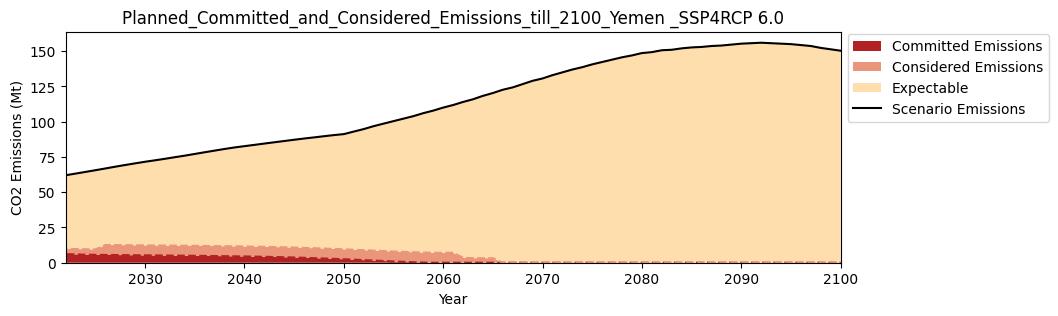 Planned_Committed_and_Considered_Emissions_till_2100_Yemen _SSP4RCP 6.0
Committed Emissions
Considered Emissions
Expectable
Scenario Emissions
CO2 Emissions (Mt)
150
125
100
75
50
25
0
2030 2040 2050 2060 2070 2080 2090 2100
Year